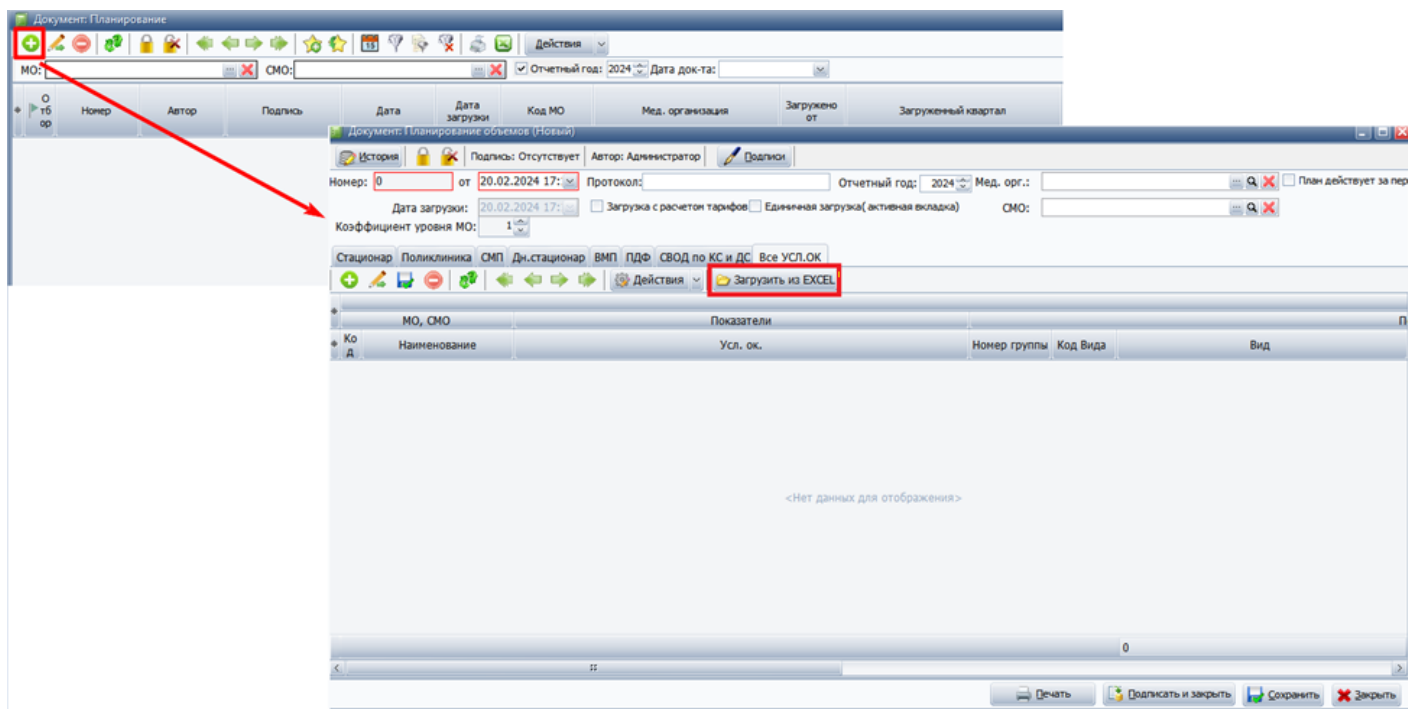 Документ: Планирование
15 Действия
МО: СМО: Отчетный год: 2024 Дата док-та:
Отбор Номер Автор Подпись Дата Дата загрузки Код МО Мед. организация Загружено от Загруженный квартал
Документ: Планирование объемов (Новый)
История Подпись: Отсутствует Автор: Администратор Подписи
Номер: 0 от 20.02.2024 17: Протокол: Отчетный год: 2024 Мед. орг.: План действует за пер
Дата загрузки: 20.02.2024 17: Загрузка с расчетом тарифов Единичная загрузка( активная вкладка) СМО:
Коэффициент уровня МО: 1
Стационар Поликлиника СМП Дн.стационар ВМП ПДФ СВОД по КС и ДС Все УСЛ.ОК
Действия Загрузить из EXCEL
МО, СМО Показатели П
Код Наименование Усл. ок. Номер группы Код Вида Вид
<Нет данных для отображения>
0
Печать Подписать и закрыть Сохранить Закрыть